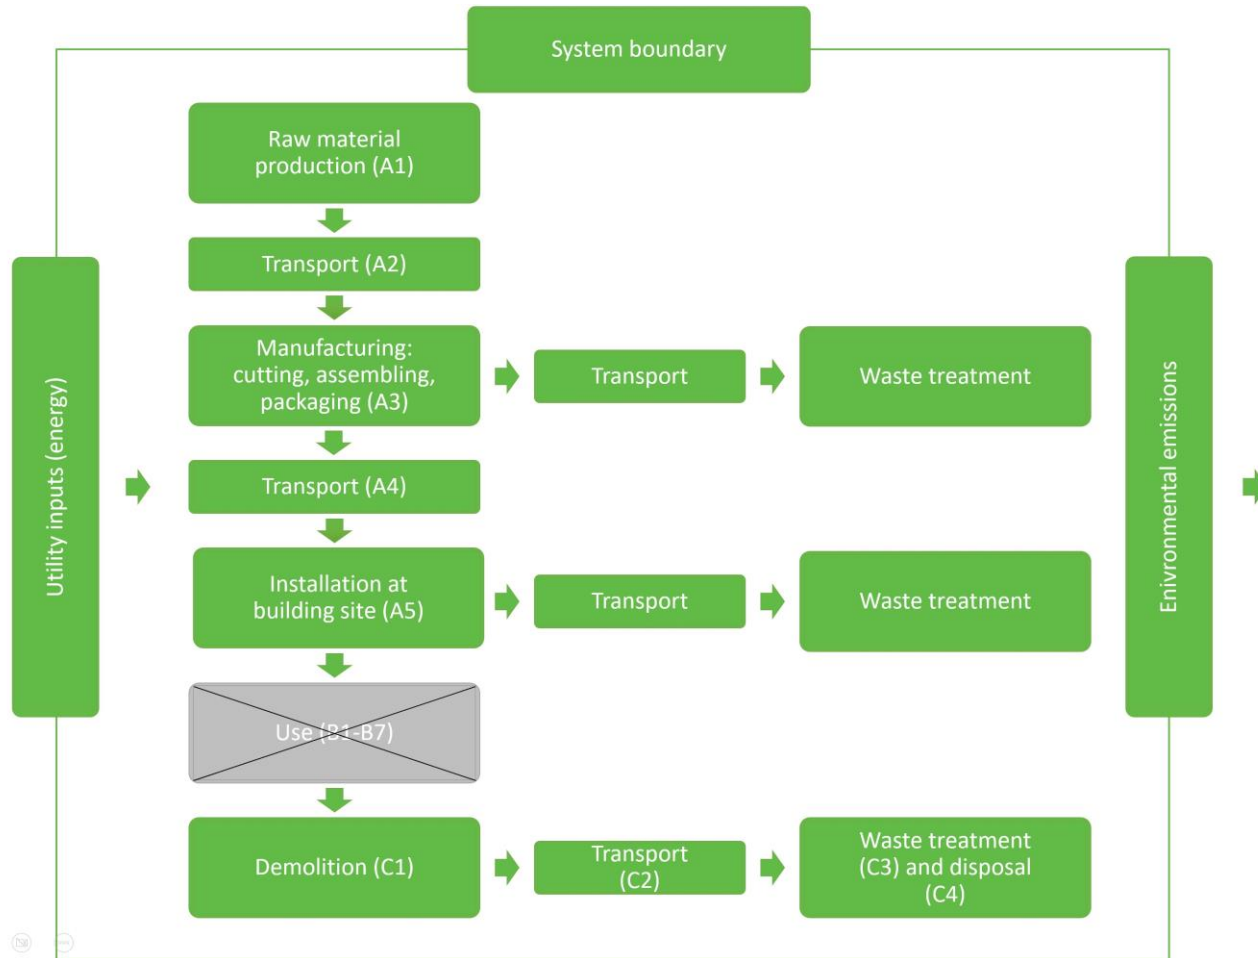 System boundary
Raw material
production (A1)
Transport (A2)
Manufacturing:
cutting, assembling,
packaging (A3)
Transport
Waste treatment
Transport (A4)
Installation at
building site (A5)
Transport
Waste treatment
Use (B1-B7)
Demolition (C1)
Transport
(C2)
Waste treatment
(C3) and disposal
(C4)
Utility inputs (energy)
Enivronmental emissions